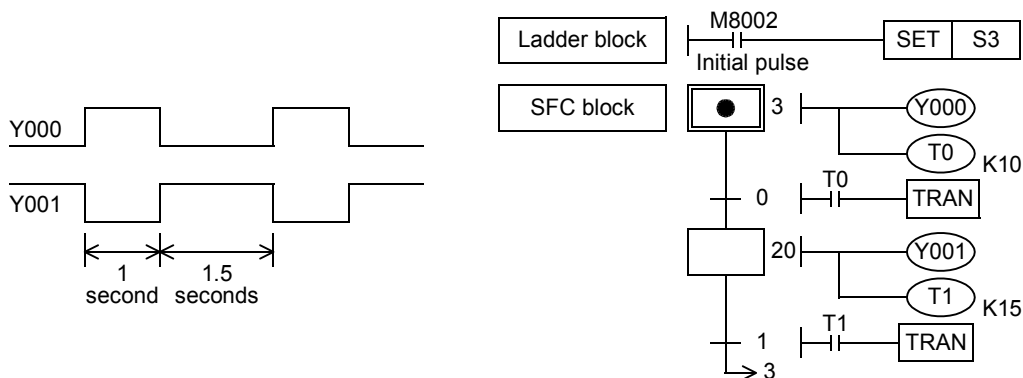 Y000
Y001
1
second
1.5
seconds
Ladder block
M8002
Initial pulse
SET S3
SFC block
3
Y000
T0
K10
0
T0
TRAN
20
Y001
T1
K15
1
T1
TRAN
3